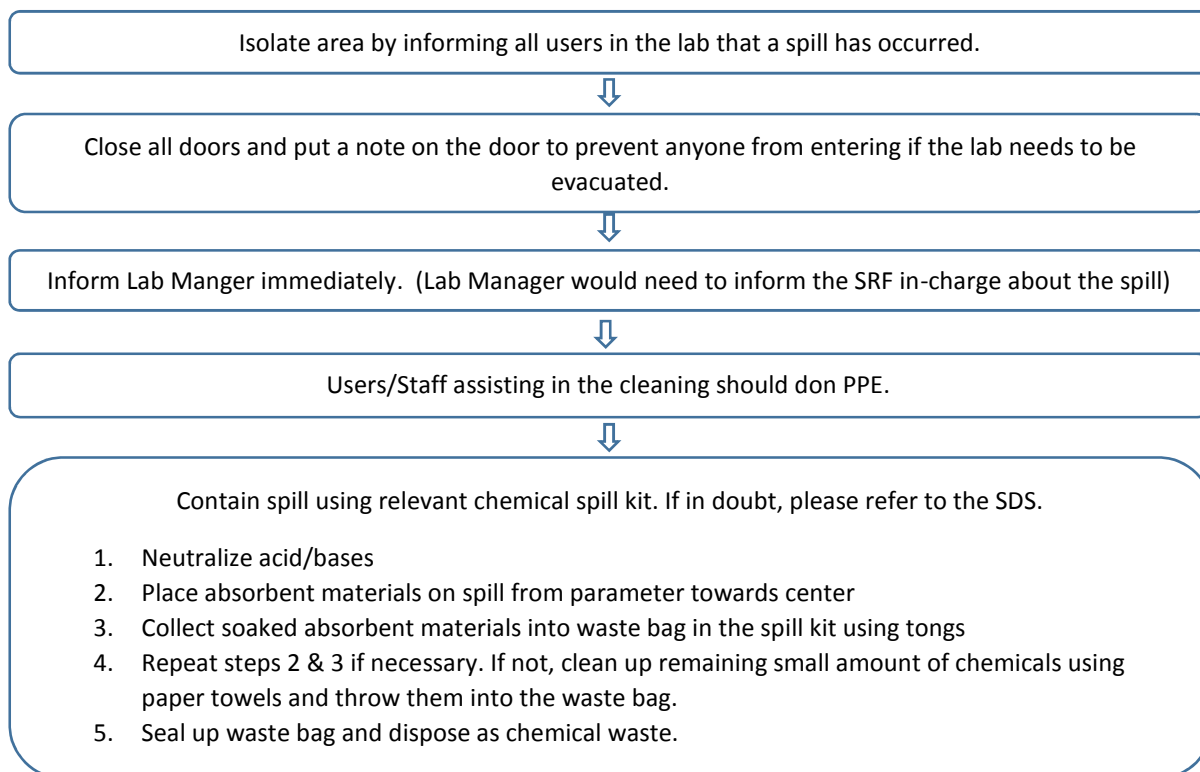 Isolate area by informing all users in the lab that a spill has occurred.
Close all doors and put a note on the door to prevent anyone from entering if the lab needs to be
evacuated.
Inform Lab Manger immediately.  (Lab Manager would need to inform the SRF in-charge about the spill)
Users/Staff assisting in the cleaning should don PPE.
Contain spill using relevant chemical spill kit. If in doubt, please refer to the SDS.
1. Neutralize acid/bases
2. Place absorbent materials on spill from parameter towards center
3. Collect soaked absorbent materials into waste bag in the spill kit using tongs
4. Repeat steps 2 & 3 if necessary. If not, clean up remaining small amount of chemicals using
paper towels and throw them into the waste bag.
5. Seal up waste bag and dispose as chemical waste.